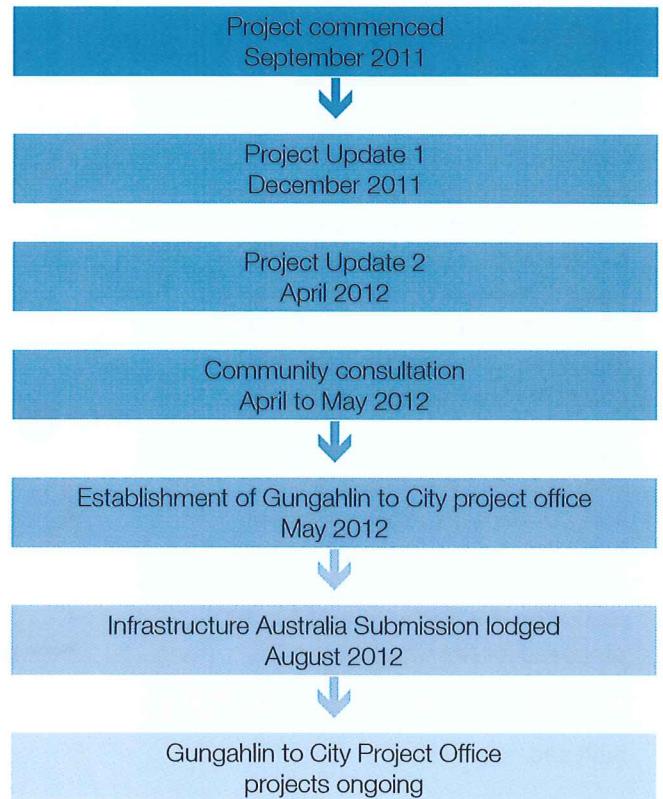 Project commenced
September 2011
Project Update 1
December 2011
Project Update 2
April 2012
Community consultation
April to May 2012
Establishment of Gungahlin to City project office
May 2012
Infrastructure Australia Submission lodged
August 2012
Gungahlin to City Project Office
projects ongoing